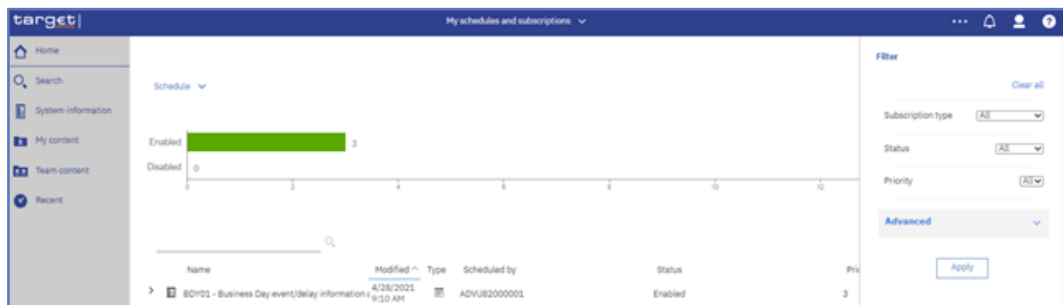 target|
My schedules and subscriptions
Home
Search
System information
My content
Team content
Recent
Schedule
Enabled
3
Disabled
0
0 2 4 6 8 10 12
Name Modified Type Scheduled by Status Pric
BDY01 - Business Day event/delay information a 4/28/2021 9:10 AM ADVU82000001 Enabled 3
Filter
Clear all
Subscription type All
Status All
Priority All
Advanced
Apply